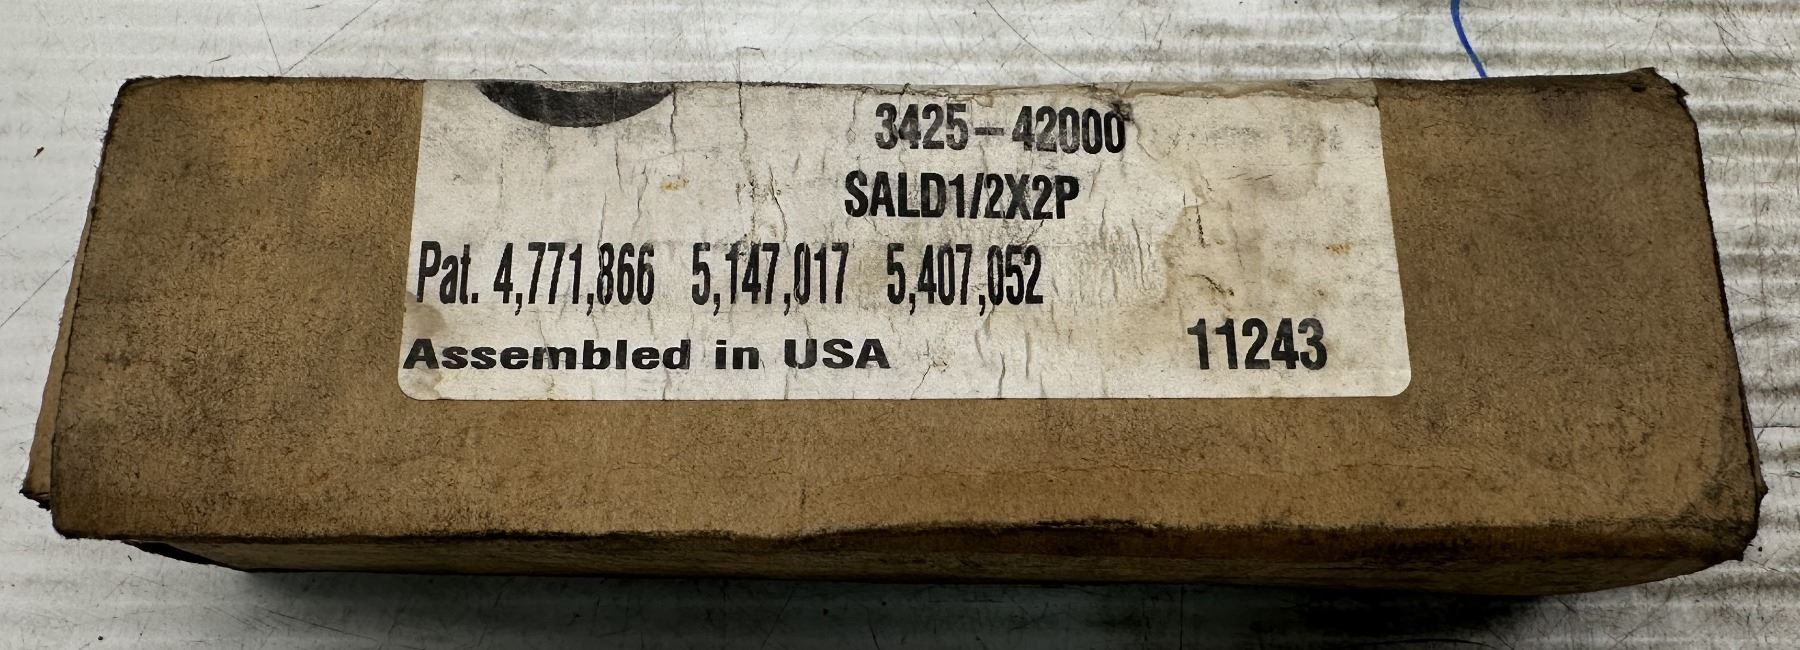 3425-42000
SALD1/2X2P
Pat. 4,771,866 5,147,017 5,407,052
Assembled in USA
11243